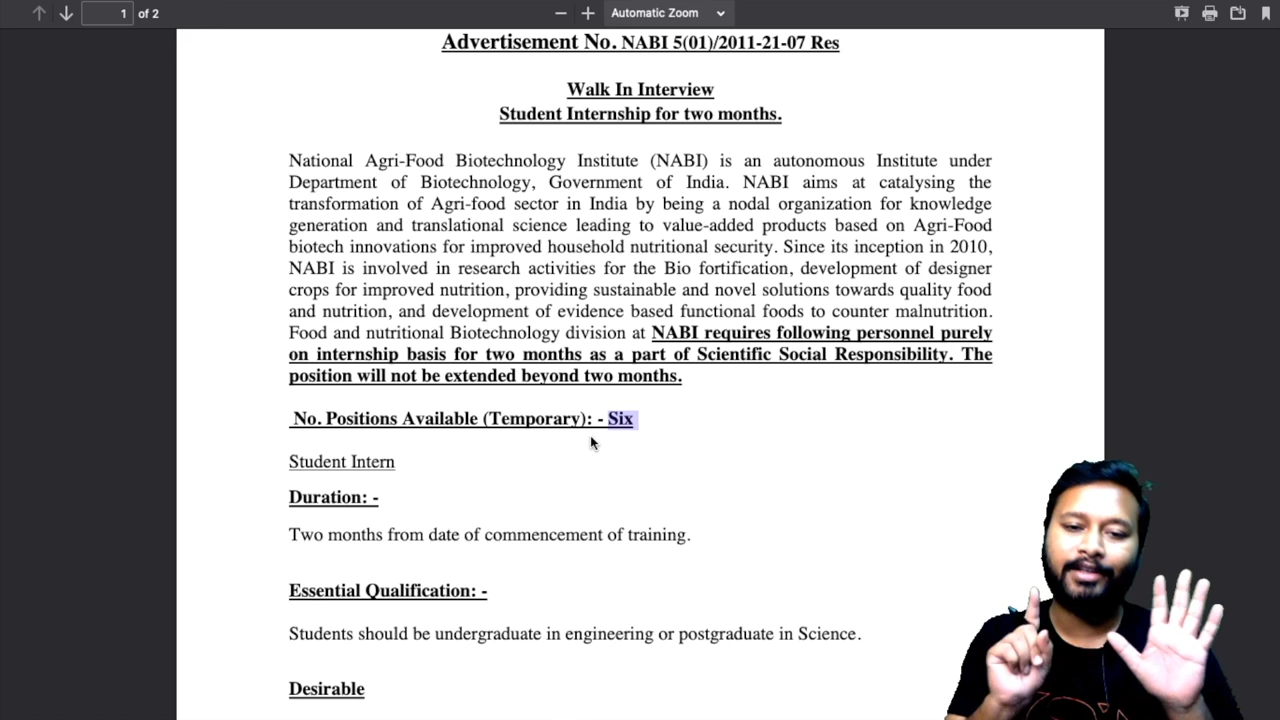 1 of 2
Automatic Zoom
Advertisement No. NABI 5(01)/2011-21-07 Res
Walk In Interview
Student Internship for two months.
National Agri-Food Biotechnology Institute (NABI) is an autonomous Institute under
Department of Biotechnology, Government of India. NABI aims at catalysing the
transformation of Agri-food sector in India by being a nodal organization for knowledge
generation and translational science leading to value-added products based on Agri-Food
biotech innovations for improved household nutritional security. Since its inception in 2010,
NABI is involved in research activities for the Bio fortification, development of designer
crops for improved nutrition, providing sustainable and novel solutions towards quality food
and nutrition, and development of evidence based functional foods to counter malnutrition.
Food and nutritional Biotechnology division at NABI requires following personnel purely
on internship basis for two months as a part of Scientific Social Responsibility. The
position will not be extended beyond two months.
No. Positions Available (Temporary): - Six
Student Intern
Duration: -
Two months from date of commencement of training.
Essential Qualification: -
Students should be undergraduate in engineering or postgraduate in Science.
Desirable